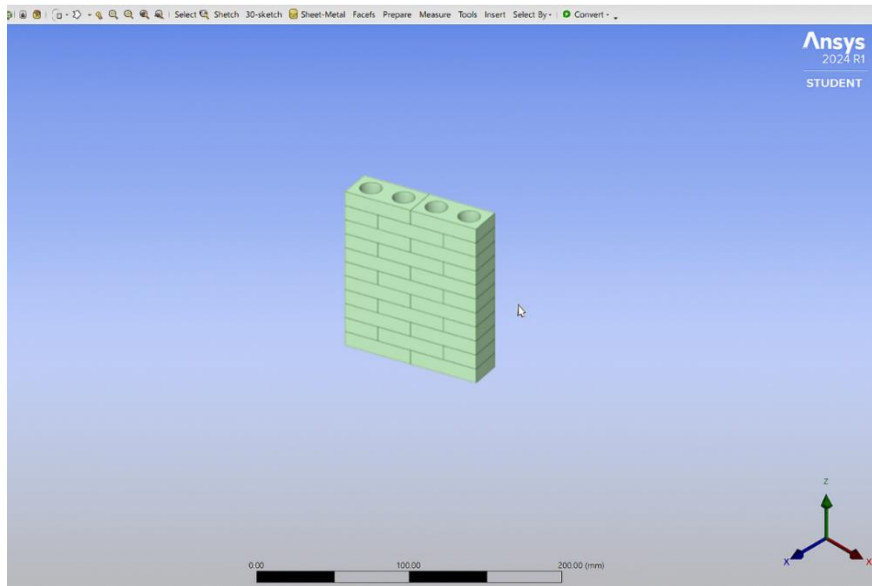 Select Shetch 30-sketch Sheet-Metal Facefs Prepare Measure Tools Insert Select By Convert
Ansys
2024 R1
STUDENT
Z
X X
0.00 100.00 200.00 (mm)